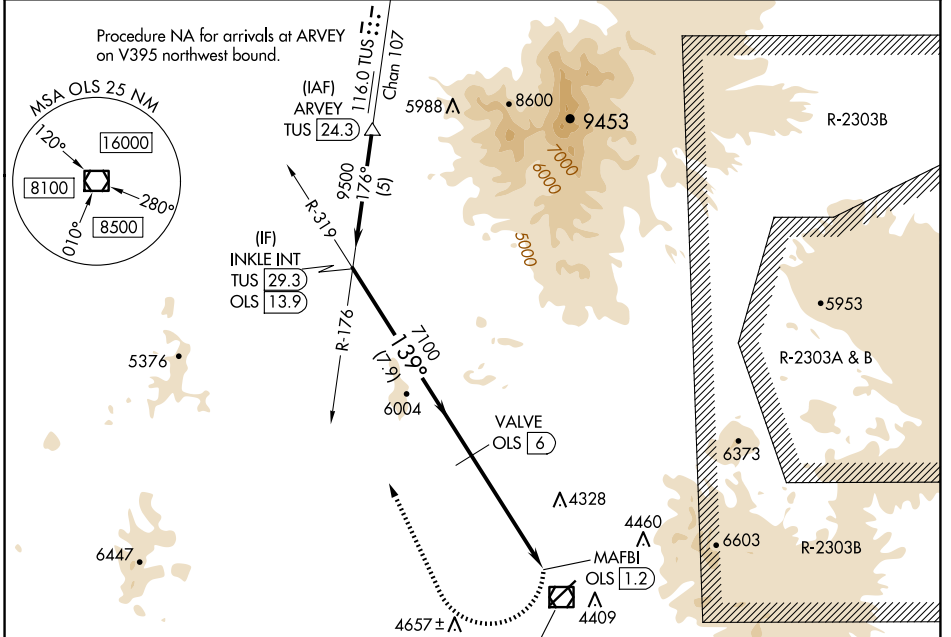 Procedure NA for arrivals at ARVEY
on V395 northwest bound.
MSA OLS 25 NM
120°
16000
8100
280°
8500
010°
116.0 TUS
Chan 107
(IAF)
ARVEY
TUS 24.3
9500
176°
(5)
R-319
(IF)
INKLE INT
TUS 29.3
OLS 13.9
R-176
7100
139°
(7.9)
5988
8600
9453
7000
6000
5000
R-2303B
5953
R-2303A & B
5376
6004
VALVE
OLS 6
6373
4328
4460
6603
R-2303B
6447
MAFBI
OLS 1.2
4409
4657±